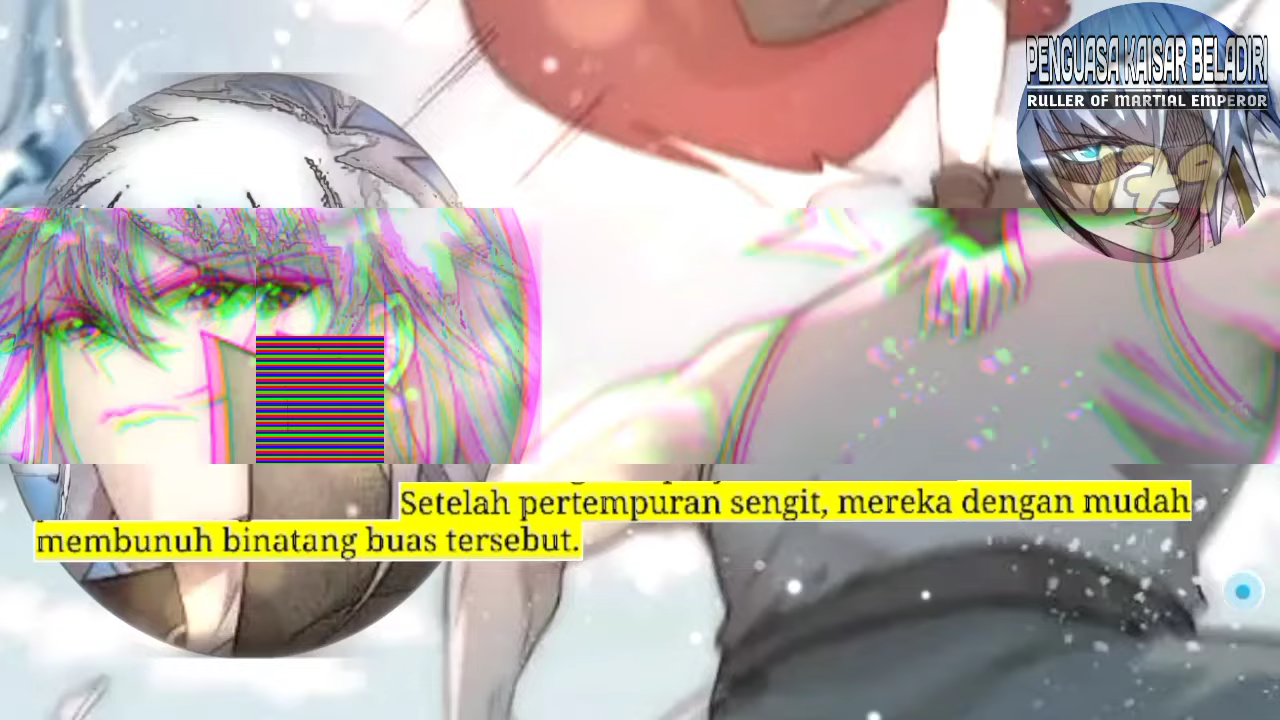 PENGUASA KAISAR BELADIRI
RULLER OF MARTIAL EMPEROR
Setelah pertempuran sengit, mereka dengan mudah
membunuh binatang buas tersebut.